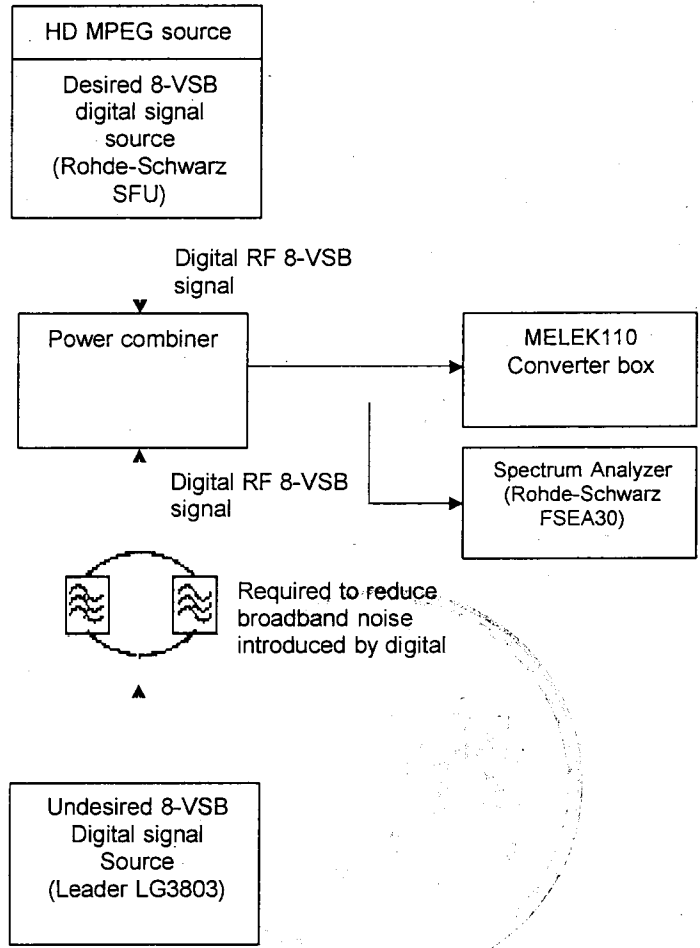 HD MPEG source
Desired 8-VSB
digital signal
source
(Rohde-Schwarz
SFU)
Digital RF 8-VSB
signal
Power combiner
MELEK110
Converter box
Digital RF 8-VSB
signal
Spectrum Analyzer
(Rohde-Schwarz
FSEA30)
Required to reduce
broadband noise
introduced by digital
Undesired 8-VSB
Digital signal
Source
(Leader LG3803)